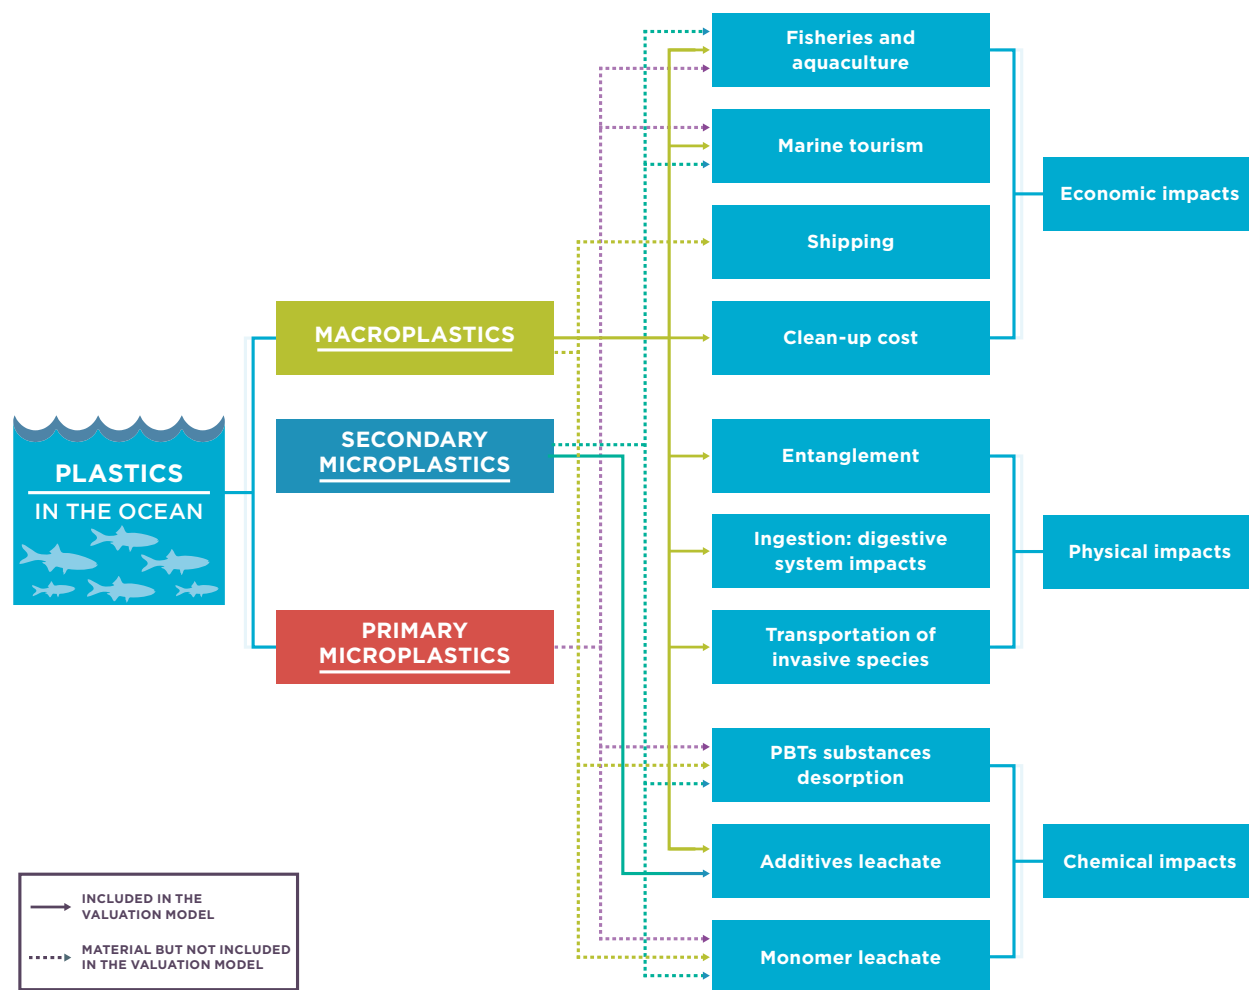 PLASTICS
IN THE OCEAN
MACROPLASTICS
SECONDARY
MICROPLASTICS
PRIMARY
MICROPLASTICS
Fisheries and
aquaculture
Marine tourism
Shipping
Clean-up cost
Entanglement
Ingestion: digestive
system impacts
Transportation of
invasive species
PBTs substances
desorption
Additives leachate
Monomer leachate
Economic impacts
Physical impacts
Chemical impacts
INCLUDED IN THE
VALUATION MODEL
MATERIAL BUT NOT INCLUDED
IN THE VALUATION MODEL